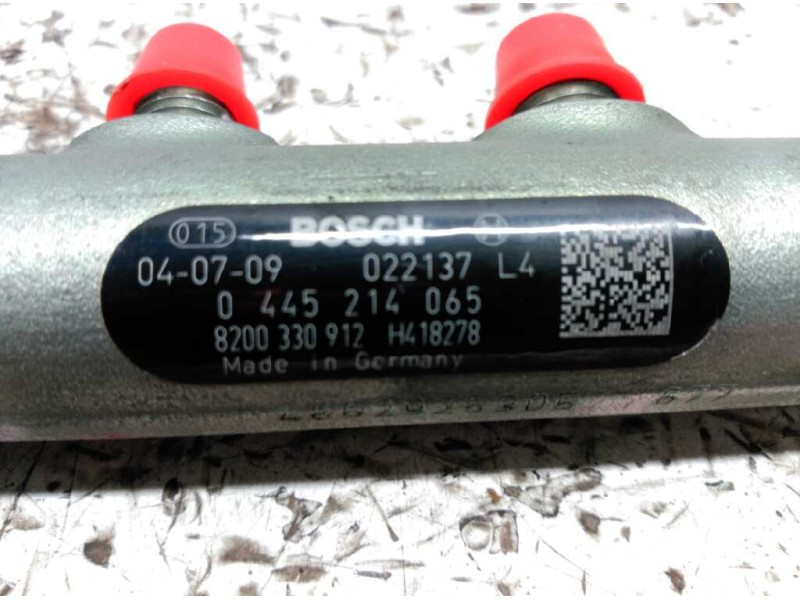 015 BOSCH
04-07-09 022137 L4
0 445 214 065
8200 330 912 H418278
Made in Germany